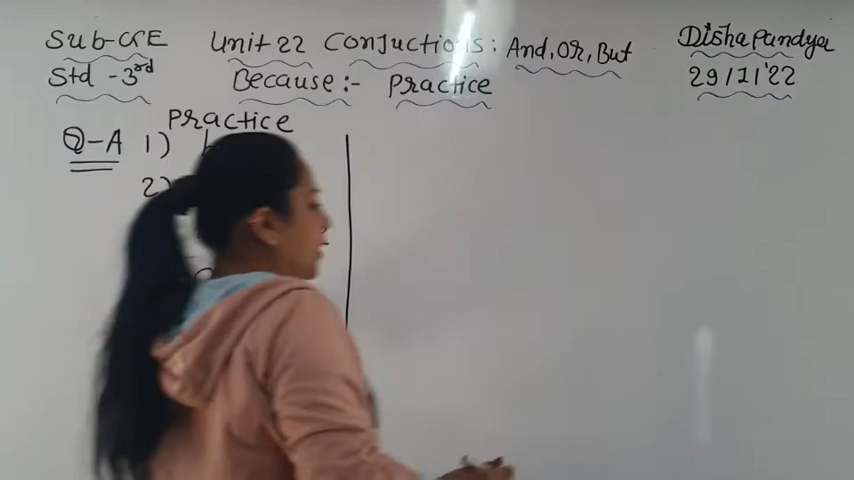 Sub-CRE Unit 22 Conjuctions: And, Or, But Disha Pandya
Std - 3rd Because :- Practice 29/11/'22
Practice
Q-A 1)
2)